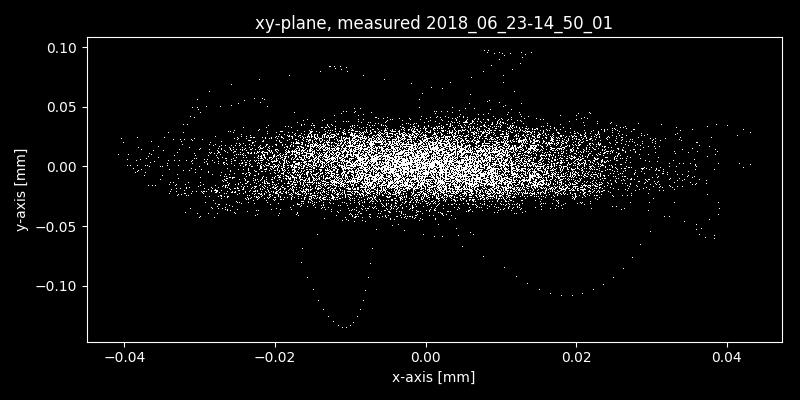 xy-plane, measured 2018_06_23-14_50_01
0.10
0.05
0.00
−0.05
−0.10
y-axis [mm]
−0.04 −0.02 0.00 0.02 0.04
x-axis [mm]